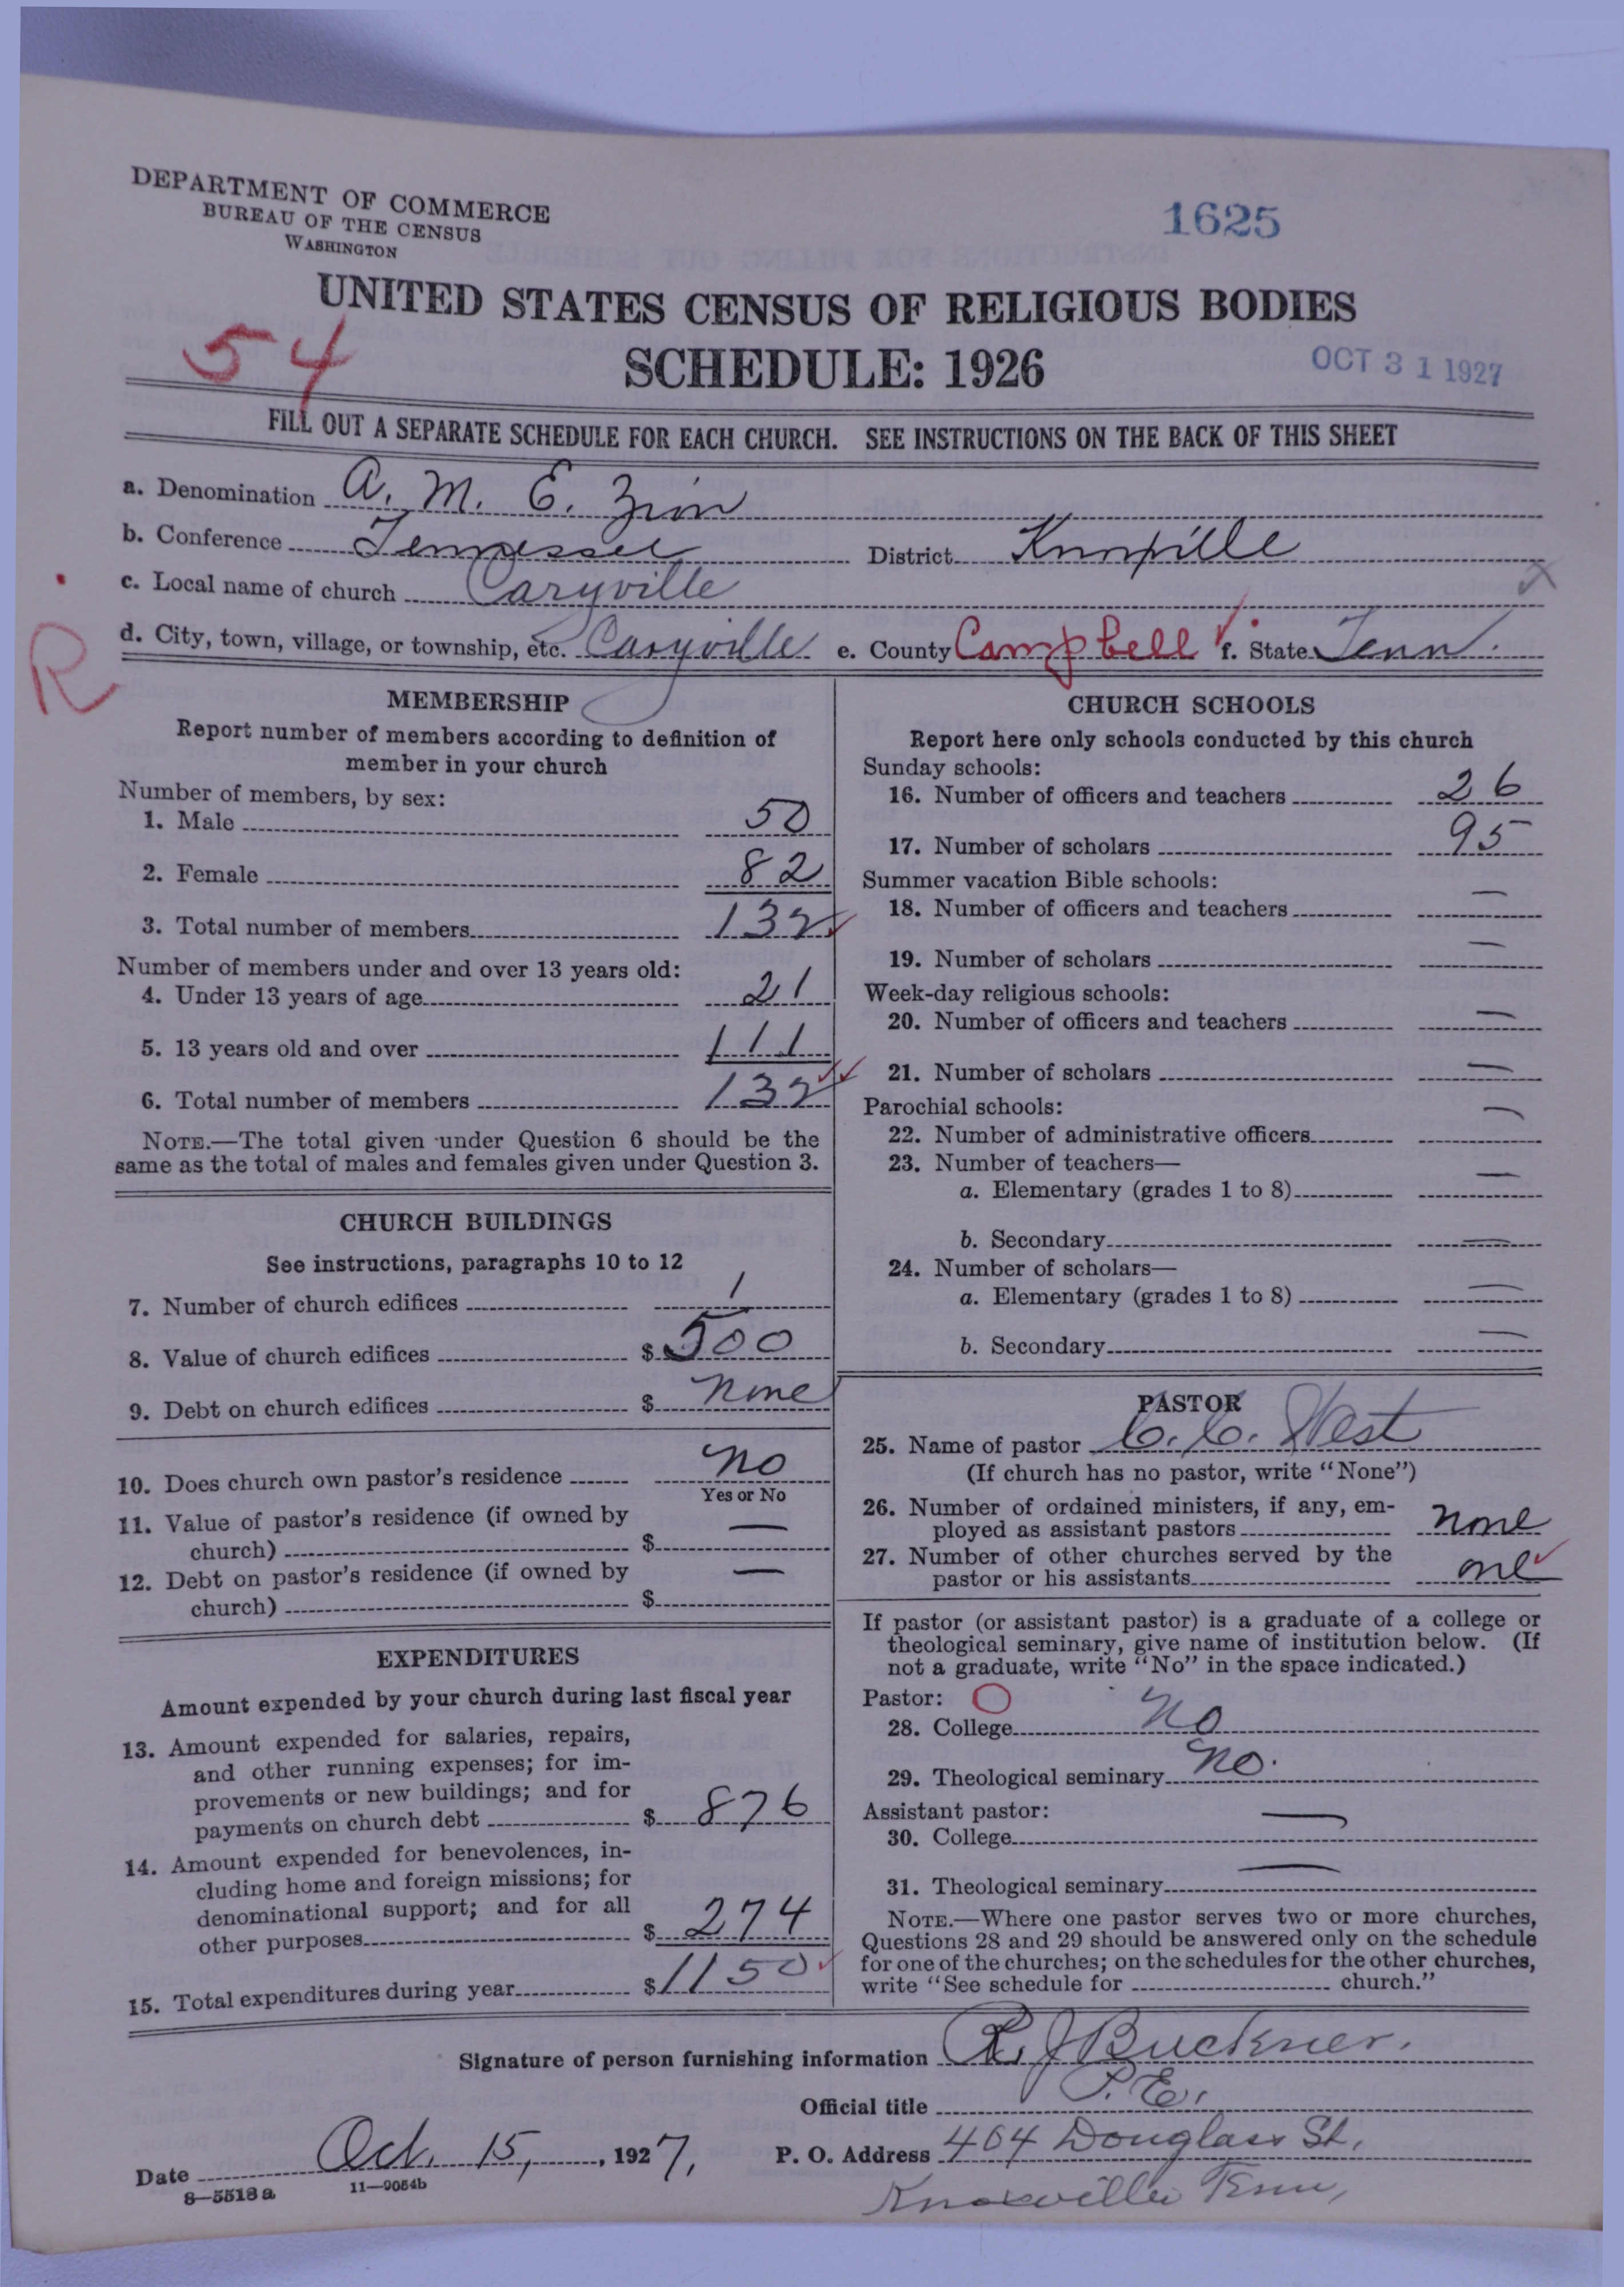 DEPARTMENT OF COMMERCE
BUREAU OF THE CENSUS
WASHINGTON
1625
UNITED STATES CENSUS OF RELIGIOUS BODIES
54
SCHEDULE: 1926
OCT 31 1927
FILL OUT A SEPARATE SCHEDULE FOR EACH CHURCH. SEE INSTRUCTIONS ON THE BACK OF THIS SHEET
a. Denomination A. M. E. Zion
b. Conference Tennessee District Knoxville
c. Local name of church Caryville x
R
d. City, town, village, or township, etc. Caryville e. County Campbell f. State Tenn.
MEMBERSHIP
Report number of members according to definition of
member in your church
Number of members, by sex:
1. Male 50
2. Female 82
3. Total number of members 132
Number of members under and over 13 years old:
4. Under 13 years of age 21
5. 13 years old and over 111
6. Total number of members 132
NOTE.—The total given under Question 6 should be the
same as the total of males and females given under Question 3.
CHURCH BUILDINGS
See instructions, paragraphs 10 to 12
7. Number of church edifices 1
8. Value of church edifices $ 500
9. Debt on church edifices $ none
10. Does church own pastor's residence no
Yes or No
11. Value of pastor's residence (if owned by
church) $ —
12. Debt on pastor's residence (if owned by
church) $ —
EXPENDITURES
Amount expended by your church during last fiscal year
13. Amount expended for salaries, repairs,
and other running expenses; for im-
provements or new buildings; and for
payments on church debt $ 876
14. Amount expended for benevolences, in-
cluding home and foreign missions; for
denominational support; and for all
other purposes $ 274
15. Total expenditures during year $ 1150
CHURCH SCHOOLS
Report here only schools conducted by this church
Sunday schools:
16. Number of officers and teachers 26
17. Number of scholars 95
Summer vacation Bible schools:
18. Number of officers and teachers —
19. Number of scholars —
Week-day religious schools:
20. Number of officers and teachers —
21. Number of scholars —
Parochial schools:
22. Number of administrative officers —
23. Number of teachers—
a. Elementary (grades 1 to 8) —
b. Secondary —
24. Number of scholars—
a. Elementary (grades 1 to 8) —
b. Secondary —
PASTOR
25. Name of pastor C. C. West
(If church has no pastor, write "None")
26. Number of ordained ministers, if any, em-
ployed as assistant pastors none
27. Number of other churches served by the
pastor or his assistants one
If pastor (or assistant pastor) is a graduate of a college or
theological seminary, give name of institution below. (If
not a graduate, write "No" in the space indicated.)
Pastor: O
28. College No
29. Theological seminary No.
Assistant pastor:
30. College —
31. Theological seminary —
NOTE.—Where one pastor serves two or more churches,
Questions 28 and 29 should be answered only on the schedule
for one of the churches; on the schedules for the other churches,
write "See schedule for church."
Signature of person furnishing information R. J. Buckner.
Official title P. E.
Date Oct. 15, 1927, P. O. Address 404 Douglass St.
8—5518a 11—9054b
Knoxville Tenn,